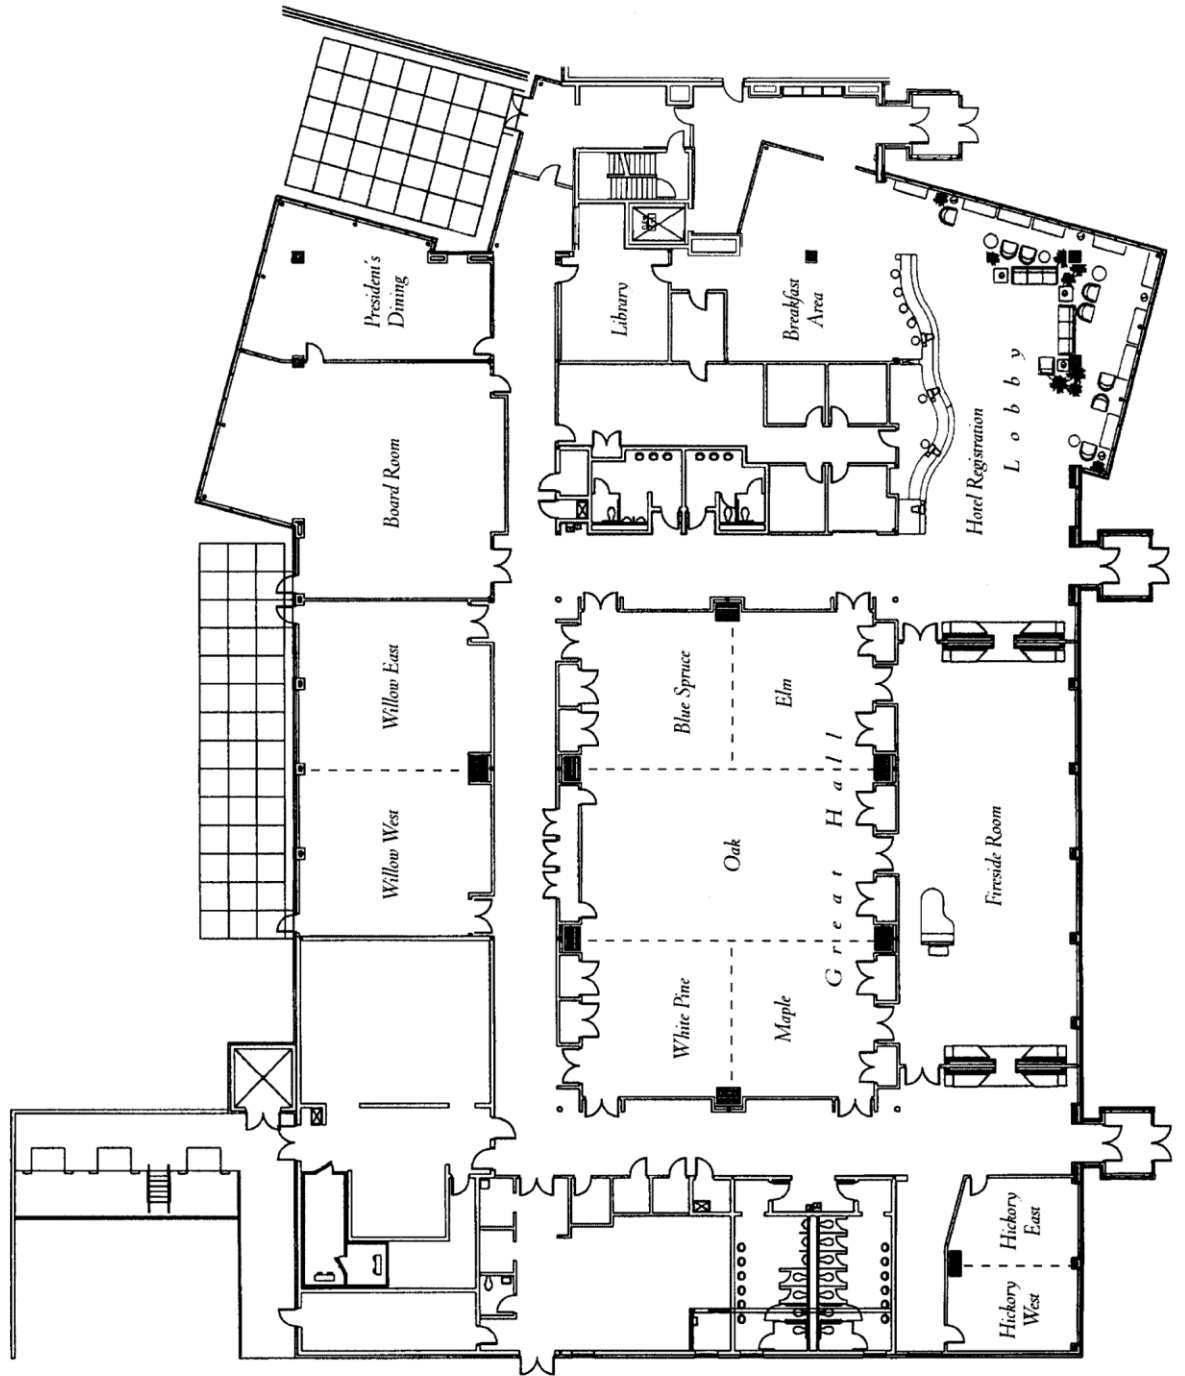 President's
Dining
Library
Breakfast
Area
Board Room
Hotel Registration
Lobby
Willow East
Willow West
Blue Spruce
Elm
Oak
Great Hall
White Pine
Maple
Fireside Room
Hickory
East
Hickory
West